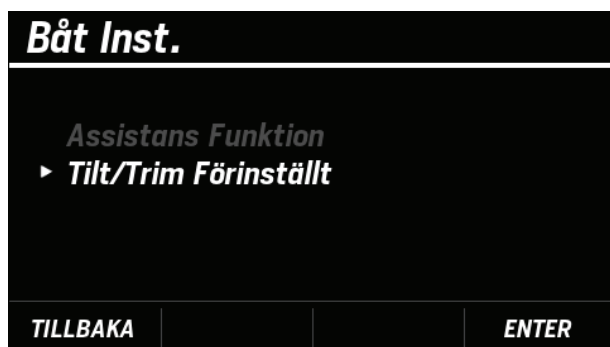 Båt Inst.
Assistans Funktion
Tilt/Trim Förinställt
TILLBAKA ENTER